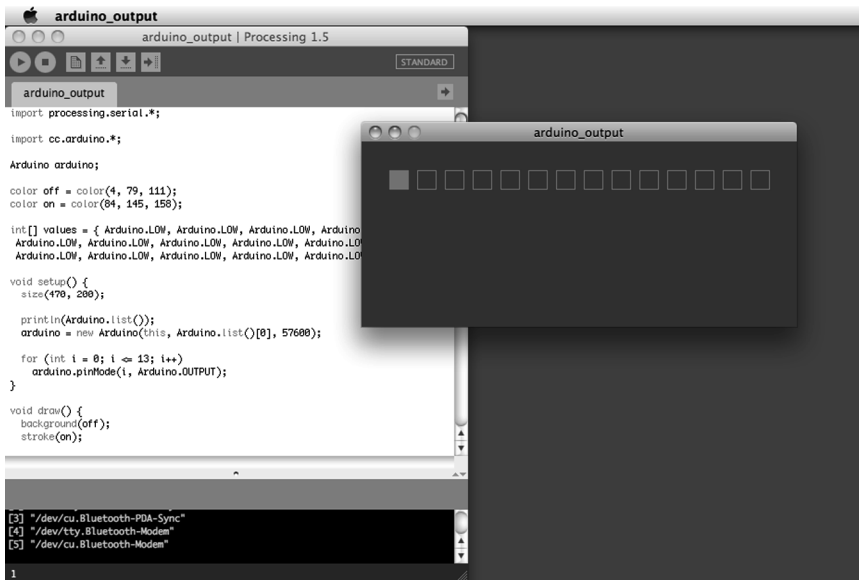 arduino_output
arduino_output | Processing 1.5
STANDARD
arduino_output
import processing.serial.*;
import cc.arduino.*;
Arduino arduino;
color off = color(4, 79, 111);
color on = color(84, 145, 158);
int[] values = { Arduino.LOW, Arduino.LOW, Arduino.LOW, Arduino
Arduino.LOW, Arduino.LOW, Arduino.LOW, Arduino.LOW, Arduino.LO
Arduino.LOW, Arduino.LOW, Arduino.LOW, Arduino.LOW, Arduino.LO
void setup() {
size(470, 200);
println(Arduino.list());
arduino = new Arduino(this, Arduino.list()[0], 57600);
for (int i = 0; i <= 13; i++)
arduino.pinMode(i, Arduino.OUTPUT);
}
void draw() {
background(off);
stroke(on);
[3] "/dev/cu.Bluetooth-PDA-Sync"
[4] "/dev/tty.Bluetooth-Modem"
[5] "/dev/cu.Bluetooth-Modem"
1
arduino_output